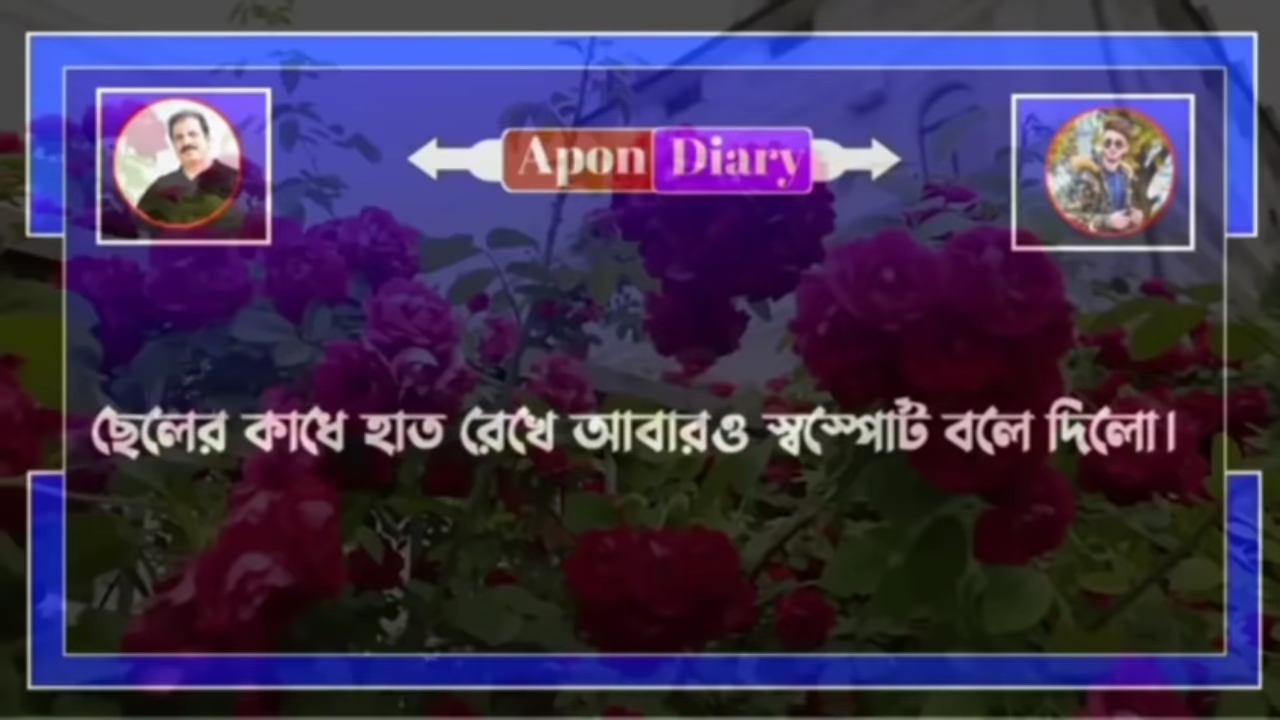 Apon Diary
ছেলের কাধে হাত রেখে আবারও স্বস্পোর্ট বলে দিলো।